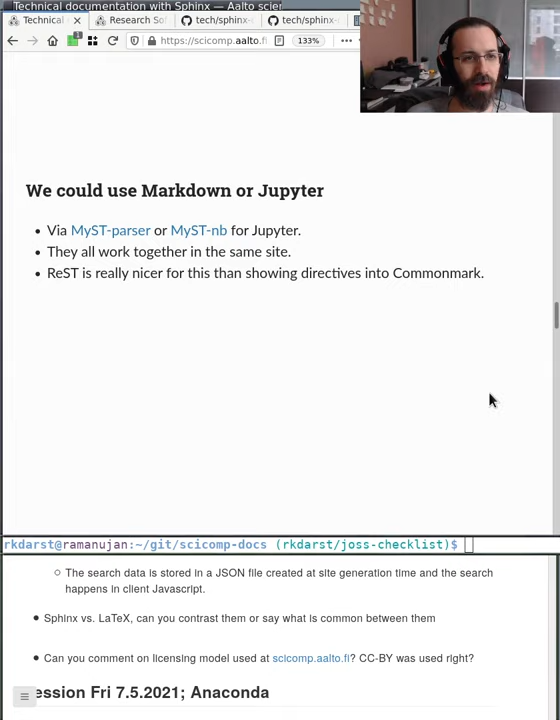 Technical documentation with Sphinx — Aalto scien
Technical
Research So
tech/sphinx-
tech/sphinx-
https://scicomp.aalto.fi
133%
We could use Markdown or Jupyter
• Via MyST-parser or MyST-nb for Jupyter.
• They all work together in the same site.
• ReST is really nicer for this than showing directives into Commonmark.
rkdarst@ramanujan:~/git/scicomp-docs (rkdarst/joss-checklist)$
The search data is stored in a JSON file created at site generation time and the search
happens in client Javascript.
• Sphinx vs. LaTeX, can you contrast them or say what is common between them
• Can you comment on licensing model used at scicomp.aalto.fi? CC-BY was used right?
ession Fri 7.5.2021; Anaconda